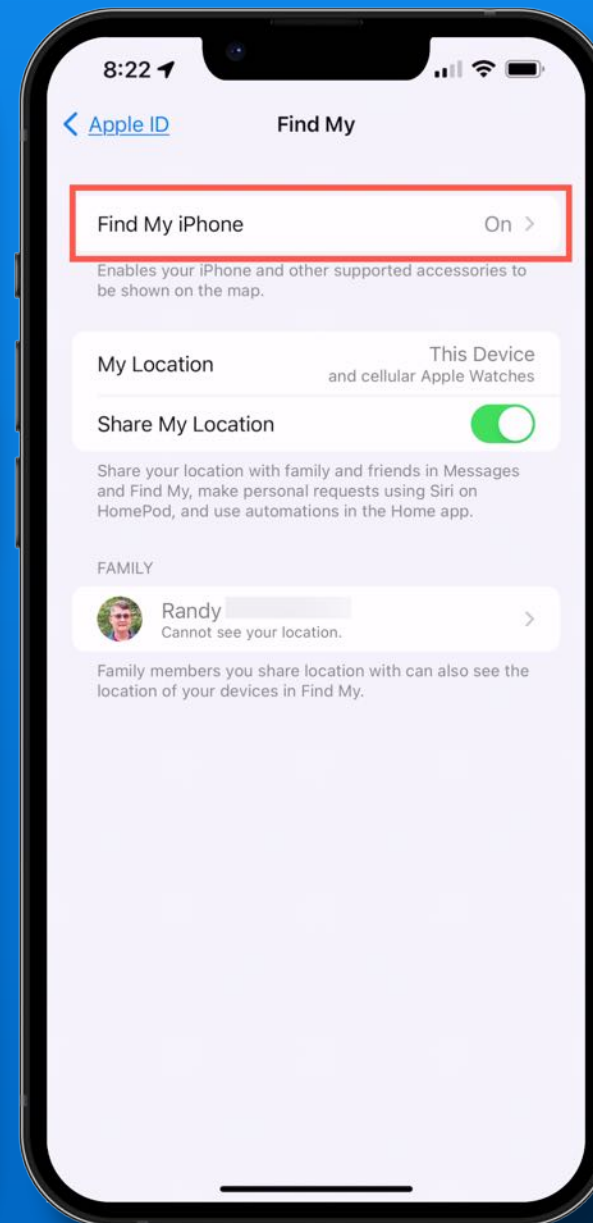 8:22
Apple ID
Find My
Find My iPhone On
Enables your iPhone and other supported accessories to
be shown on the map.
My Location This Device
and cellular Apple Watches
Share My Location
Share your location with family and friends in Messages
and Find My, make personal requests using Siri on
HomePod, and use automations in the Home app.
FAMILY
Randy
Cannot see your location.
Family members you share location with can also see the
location of your devices in Find My.